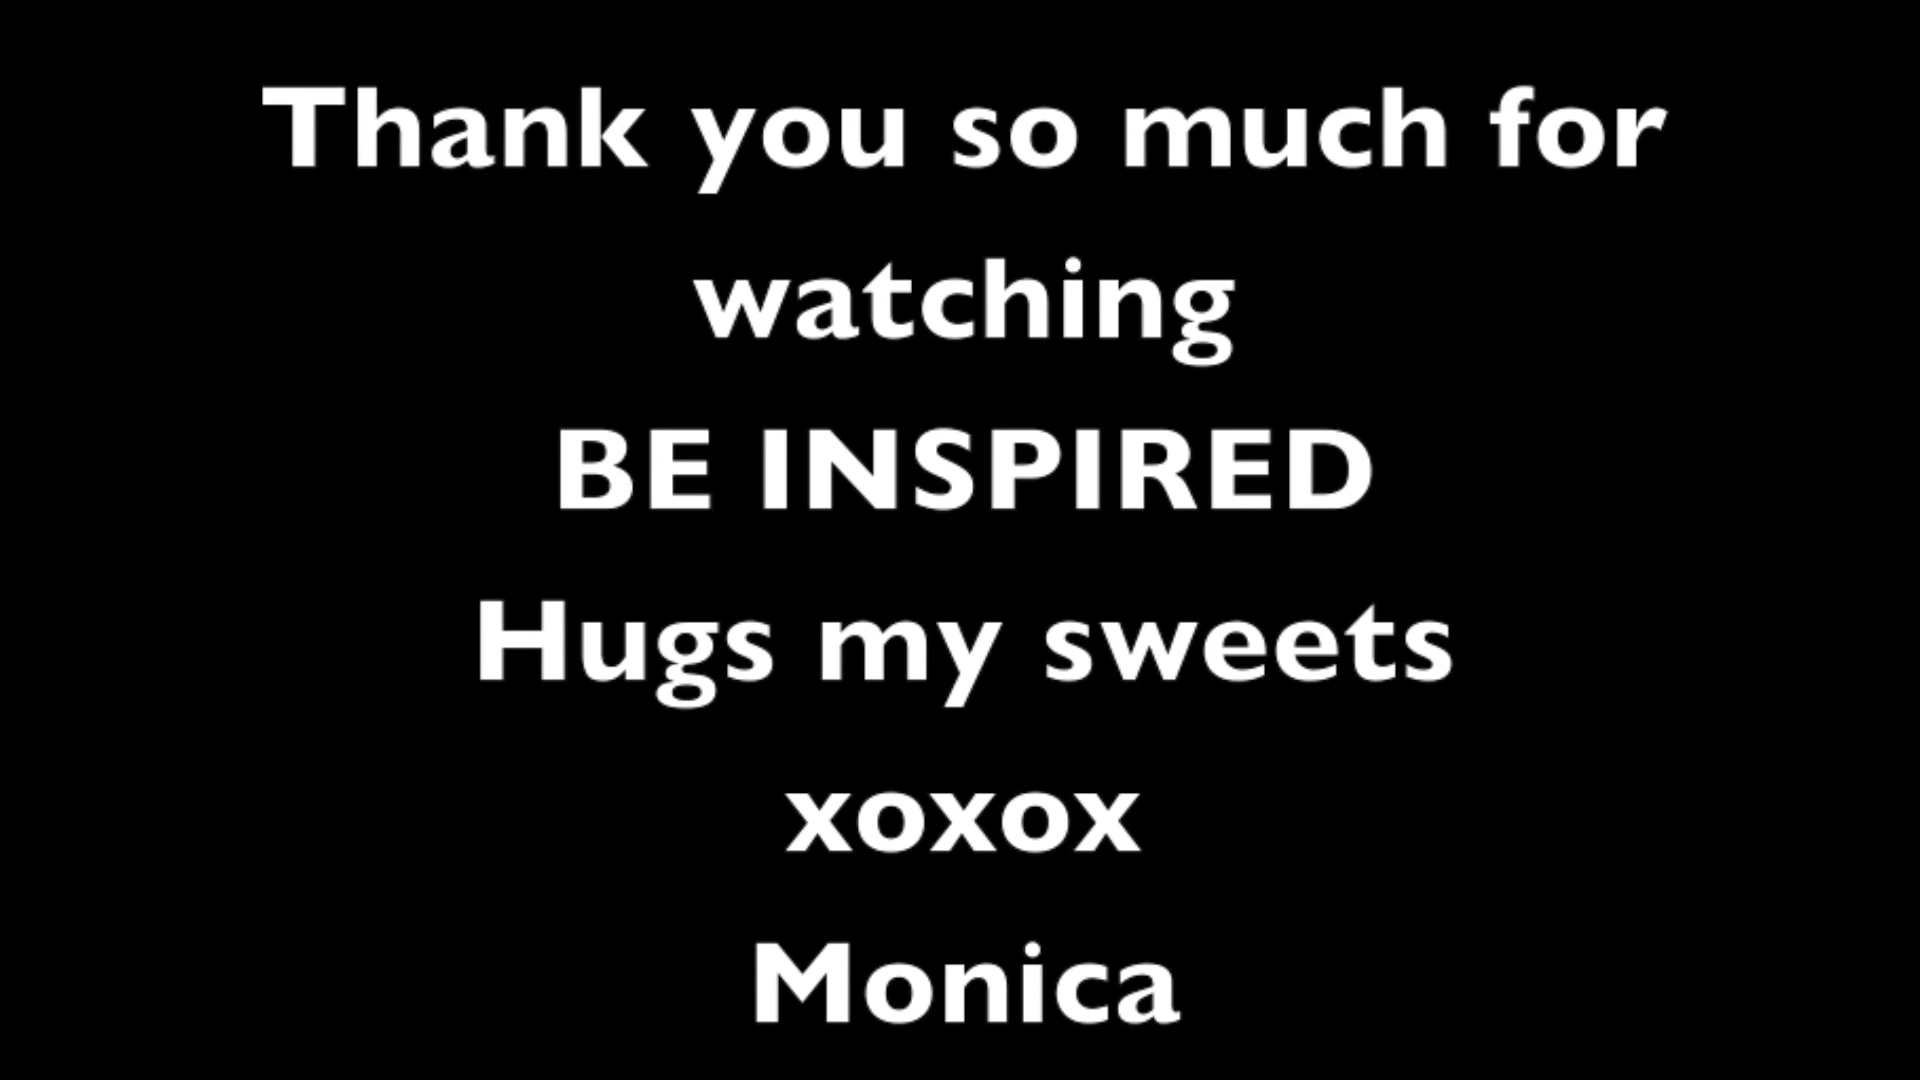 Thank you so much for
watching
BE INSPIRED
Hugs my sweets
xoxox
Monica